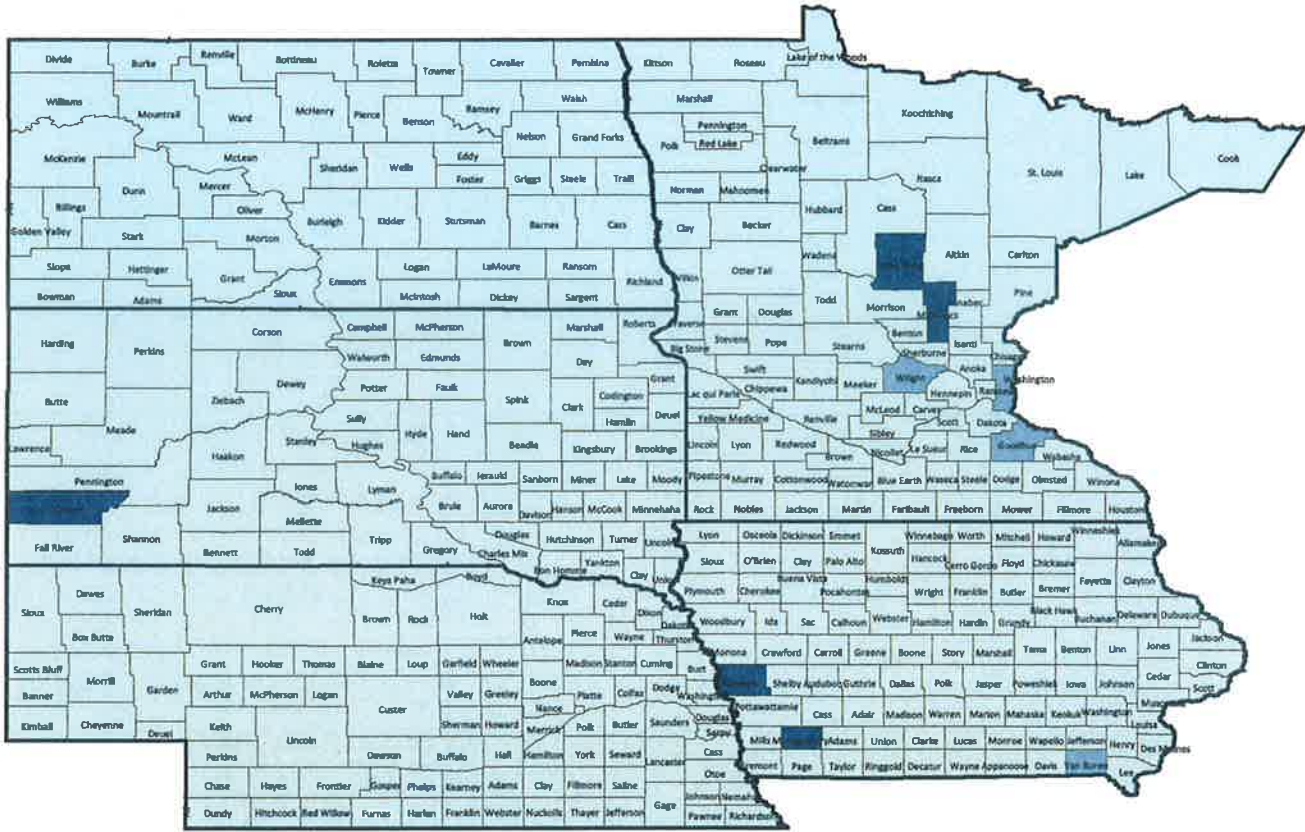 Divide Burke Renville Bottineau Rolette Towner Cavalier Pembina Kittson Roseau Lake of the Woods
Williams Mountrail Ward McHenry Pierce Benson Ramsey Walsh Marshall Koochiching
McKenzie McLean Sheridan Wells Eddy Nelson Grand Forks Polk Pennington Red Lake Beltrami Clearwater Itasca St. Louis Lake Cook
Dunn Mercer Foster Griggs Steele Traill Norman Mahnomen
Billings Oliver Burleigh Kidder Stutsman Barnes Cass Hubbard Cass
Golden Valley Stark Morton Clay Becker
Slope Hettinger Grant Logan LaMoure Ransom Wadena Aitkin Carlton
Bowman Adams Sioux Emmons McIntosh Dickey Sargent Richland Wilkin Otter Tail Todd Morrison Pine
Corson Campbell McPherson Marshall Roberts Traverse Grant Douglas Benton Isanti
Harding Perkins Walworth Edmunds Brown Day Big Stone Stevens Pope Stearns Sherburne
Dewey Potter Faulk Grant Swift Kandiyohi Meeker Wright Anoka Washington
Butte Ziebach Spink Clark Codington Lac qui Parle Chippewa Hennepin Ramsey
Meade Sully Hyde Hand Hamlin Deuel Yellow Medicine Renville McLeod Carver Scott Dakota
Lawrence Haakon Stanley Hughes Beadle Kingsbury Brookings Lincoln Lyon Redwood Brown Sibley Nicollet Le Sueur Rice Goodhue Wabasha
Pennington Jones Lyman Buffalo Jerauld Sanborn Miner Lake Moody Pipestone Murray Cottonwood Watonwan Blue Earth Waseca Steele Dodge Olmsted Winona
Jackson Mellette Brule Aurora Davison Hanson McCook Minnehaha Rock Nobles Jackson Martin Faribault Freeborn Mower Fillmore Houston
Fall River Shannon Bennett Todd Tripp Gregory Charles Mix Douglas Hutchinson Turner Lincoln Lyon Osceola Dickinson Emmet Kossuth Winnebago Worth Mitchell Howard Winneshiek Allamakee
Bon Homme Yankton Clay Union Sioux O'Brien Clay Palo Alto Hancock Cerro Gordo Floyd Chickasaw
Keya Paha Boyd Plymouth Cherokee Buena Vista Pocahontas Humboldt Wright Franklin Butler Bremer Fayette Clayton
Sioux Dawes Sheridan Cherry Brown Rock Holt Knox Cedar Dixon Dakota Woodbury Ida Sac Calhoun Webster Hamilton Hardin Grundy Black Hawk Buchanan Delaware Dubuque
Box Butte Antelope Pierce Wayne Thurston Monona Crawford Carroll Greene Boone Story Marshall Tama Benton Linn Jones Jackson
Scotts Bluff Morrill Garden Grant Hooker Thomas Blaine Loup Garfield Wheeler Boone Madison Stanton Cuming Burt Shelby Audubon Guthrie Dallas Polk Jasper Poweshiek Iowa Johnson Cedar Clinton Scott
Banner Arthur McPherson Logan Custer Valley Greeley Nance Platte Colfax Dodge Washington Pottawattamie Cass Adair Madison Warren Marion Mahaska Keokuk Washington Louisa
Kimball Cheyenne Deuel Keith Lincoln Sherman Howard Merrick Polk Butler Saunders Douglas Sarpy Mills Adams Union Clarke Lucas Monroe Wapello Jefferson Henry Des Moines
Perkins Dawson Buffalo Hall Hamilton York Seward Lancaster Cass Page Taylor Ringgold Decatur Wayne Appanoose Davis Van Buren Lee
Chase Hayes Frontier Gosper Phelps Kearney Adams Clay Fillmore Saline Otoe
Dundy Hitchcock Red Willow Furnas Harlan Franklin Webster Nuckolls Thayer Jefferson Gage Johnson Nemaha Pawnee Richardson